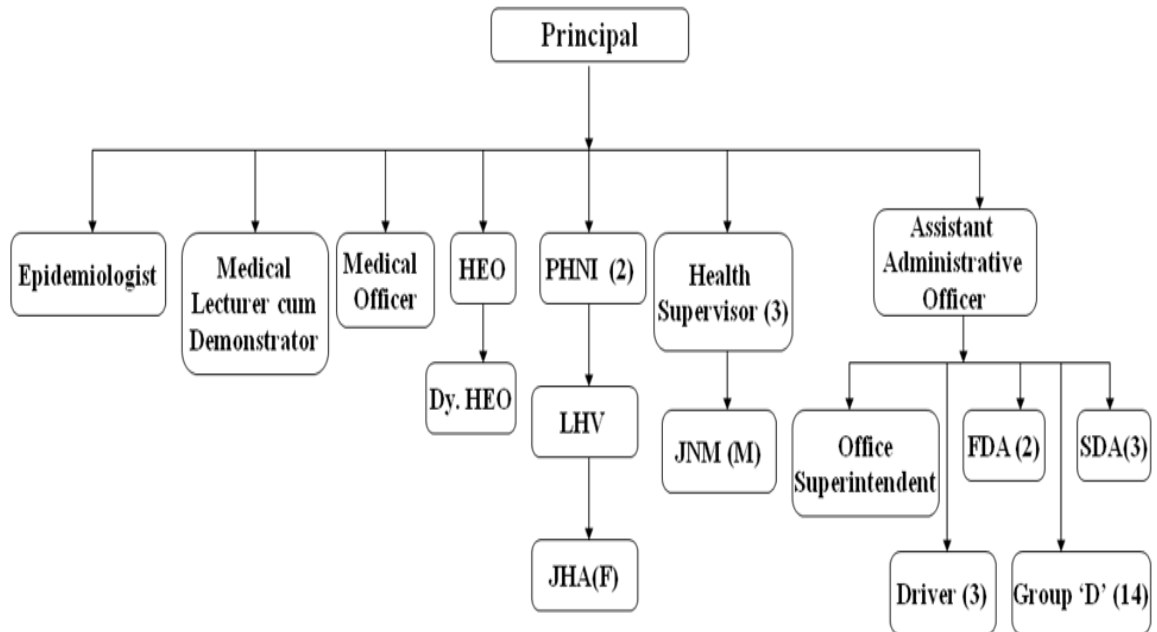 Principal
Epidemiologist
Medical
Lecturer cum
Demonstrator
Medical
Officer
HEO
PHNI (2)
Health
Supervisor (3)
Assistant
Administrative
Officer
Dy. HEO
LHV
JNM (M)
Office
Superintendent
FDA (2)
SDA(3)
JHA(F)
Driver (3)
Group ‘D’ (14)